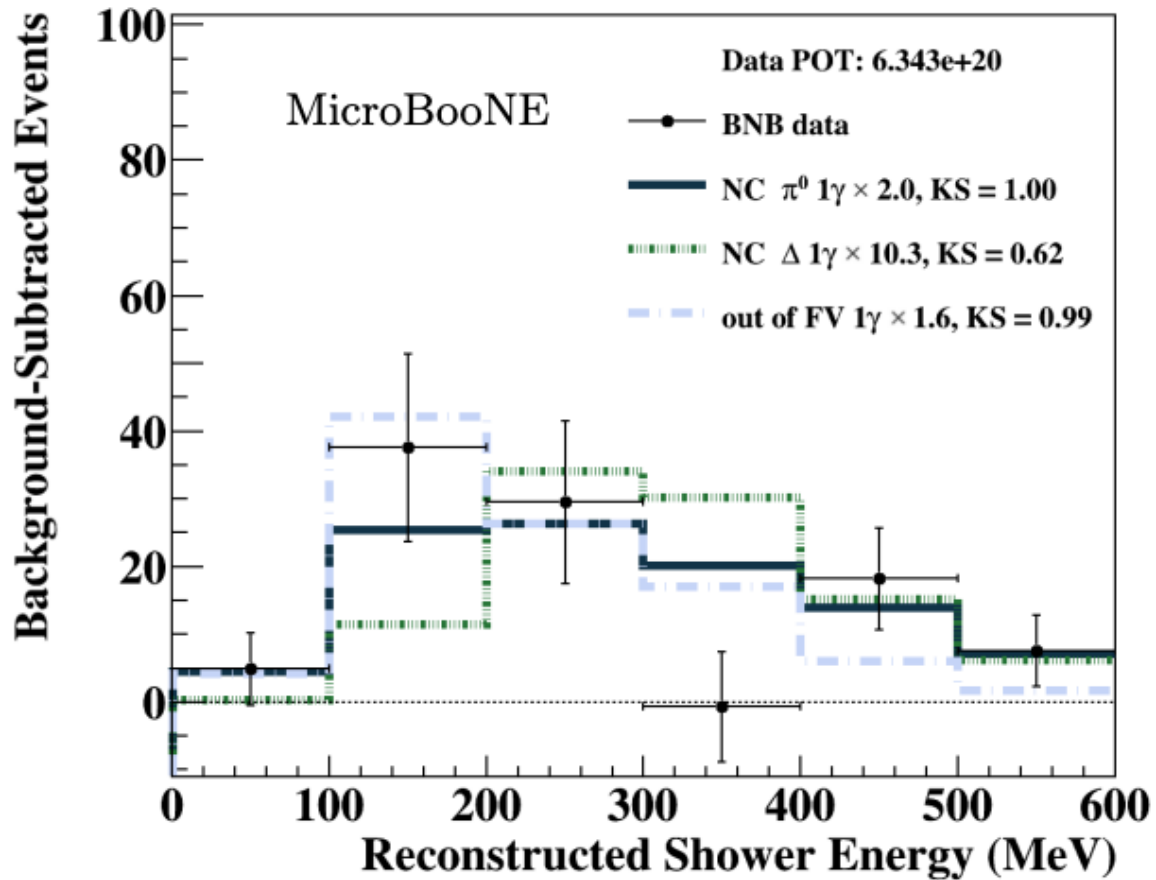 Background-Subtracted Events
100
80
60
40
20
0
MicroBooNE
Data POT: 6.343e+20
BNB data
NC π⁰ 1γ × 2.0, KS = 1.00
NC Δ 1γ × 10.3, KS = 0.62
out of FV 1γ × 1.6, KS = 0.99
0 100 200 300 400 500 600
Reconstructed Shower Energy (MeV)